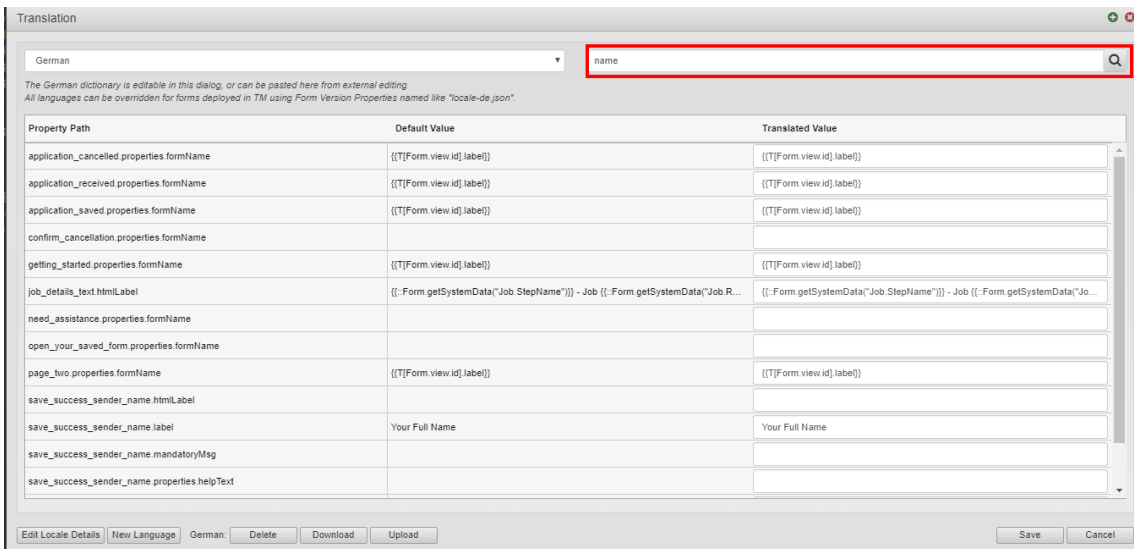 Translation
German
name
The German dictionary is editable in this dialog, or can be pasted here from external editing.
All languages can be overridden for forms deployed in TM using Form Version Properties named like "locale-de.json".
Property Path Default Value Translated Value
application_cancelled.properties.formName {{T[Form.view.id].label}} {{T[Form.view.id].label}}
application_received.properties.formName {{T[Form.view.id].label}} {{T[Form.view.id].label}}
application_saved.properties.formName {{T[Form.view.id].label}} {{T[Form.view.id].label}}
confirm_cancellation.properties.formName
getting_started.properties.formName {{T[Form.view.id].label}} {{T[Form.view.id].label}}
job_details_text.htmlLabel {{::Form.getSystemData("Job.StepName")}} - Job {{::Form.getSystemData("Job.R... {{::Form.getSystemData("Job.StepName")}} - Job {{::Form.getSystemData("Jo...
need_assistance.properties.formName
open_your_saved_form.properties.formName
page_two.properties.formName {{T[Form.view.id].label}} {{T[Form.view.id].label}}
save_success_sender_name.htmlLabel
save_success_sender_name.label Your Full Name Your Full Name
save_success_sender_name.mandatoryMsg
save_success_sender_name.properties.helpText
Edit Locale Details New Language German: Delete Download Upload Save Cancel